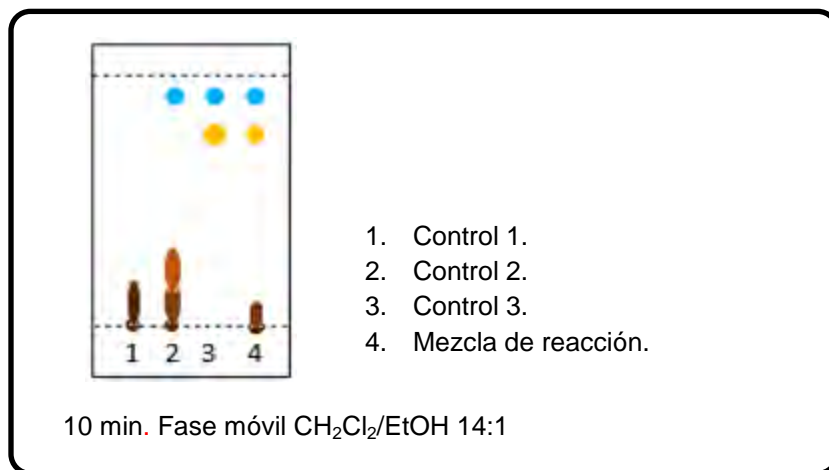 1 2 3 4
1. Control 1.
2. Control 2.
3. Control 3.
4. Mezcla de reacción.
10 min. Fase móvil CH₂Cl₂/EtOH 14:1